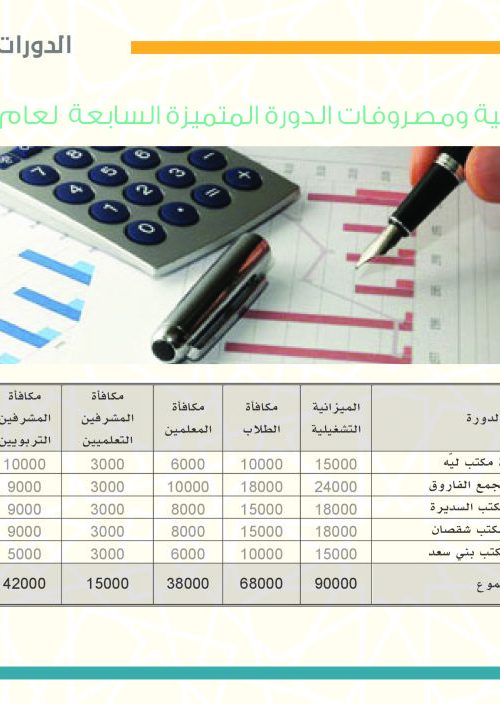 الدورات
ية ومصروفات الدورة المتميزة السابعة لعام
لدورة الميزانية التشغيلية مكافأة الطلاب مكافأة المعلمين مكافأة المشرفين التعلميين مكافأة المشرفين التربويين
مكتب ليّه 15000 10000 6000 3000 10000
جمع الفاروق 24000 18000 10000 3000 9000
كتب السديرة 18000 15000 8000 3000 9000
كتب شقصان 18000 15000 8000 3000 9000
كتب بني سعد 15000 10000 6000 3000 5000
موع 90000 68000 38000 15000 42000